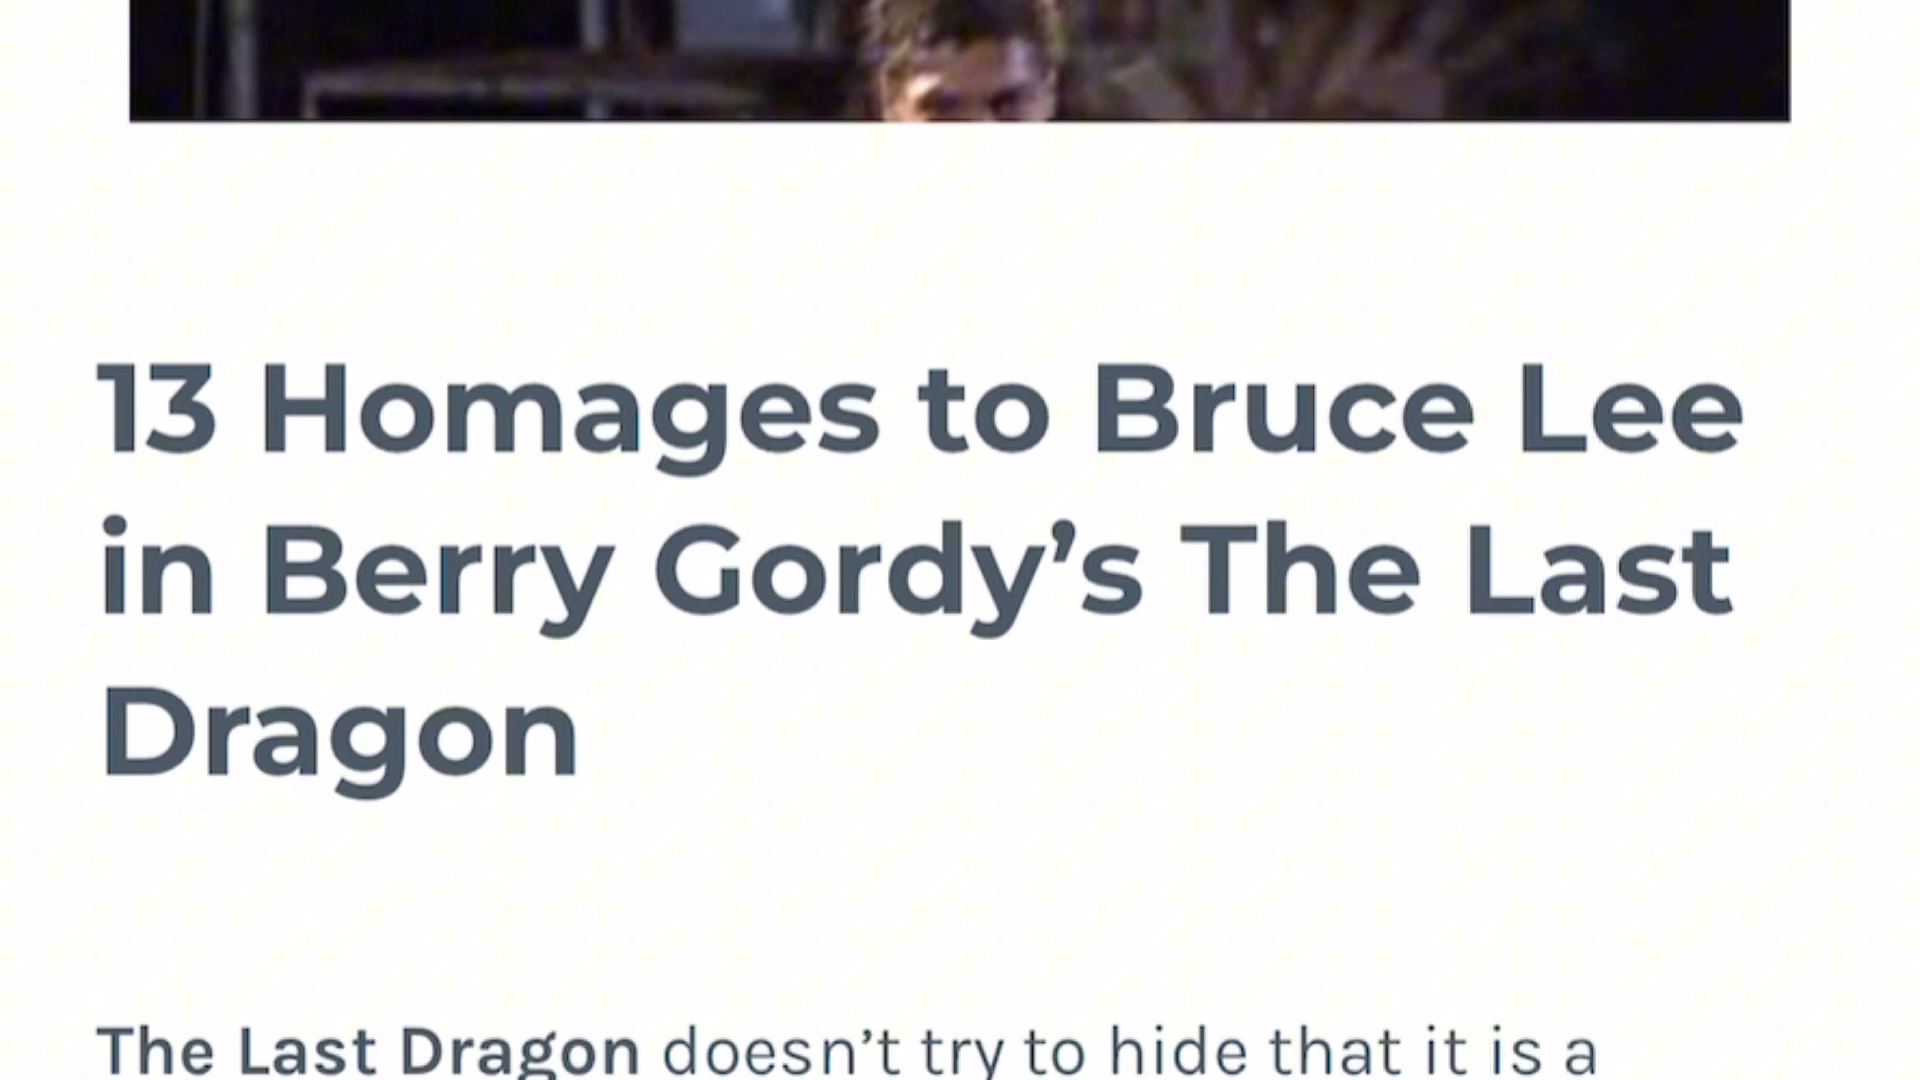 13 Homages to Bruce Lee
in Berry Gordy’s The Last
Dragon
The Last Dragon doesn’t try to hide that it is a